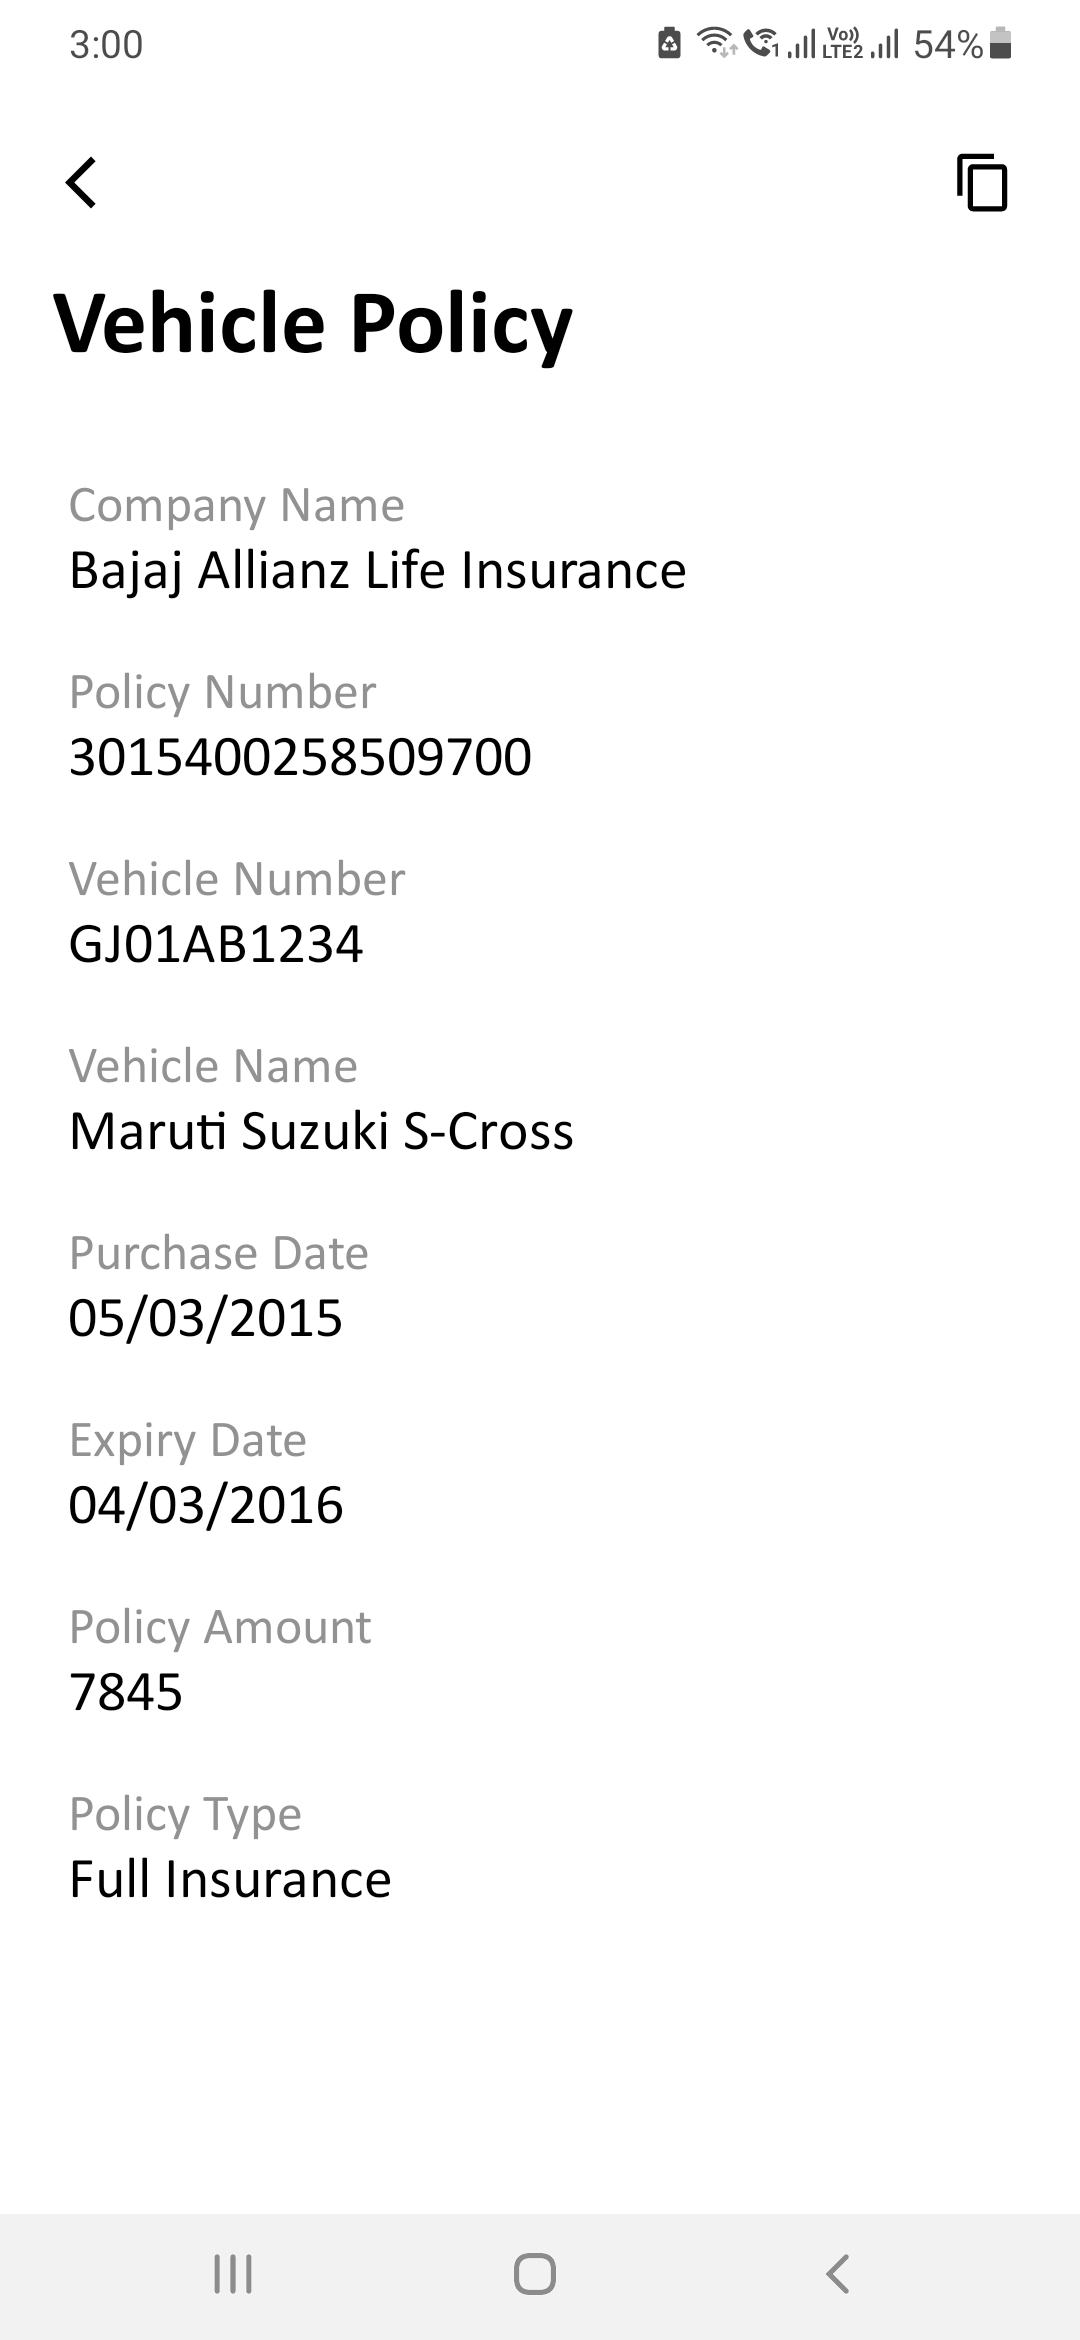 3:00 Vo)) LTE2 54%
Vehicle Policy
Company Name
Bajaj Allianz Life Insurance
Policy Number
3015400258509700
Vehicle Number
GJ01AB1234
Vehicle Name
Maruti Suzuki S-Cross
Purchase Date
05/03/2015
Expiry Date
04/03/2016
Policy Amount
7845
Policy Type
Full Insurance